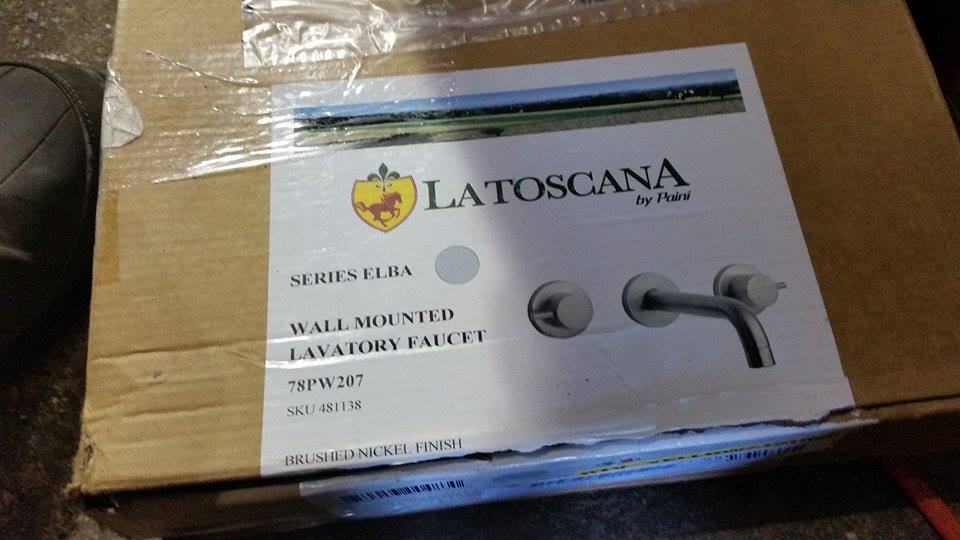 LATOSCANA
by Paini
SERIES ELBA
WALL MOUNTED
LAVATORY FAUCET
78PW207
SKU 481138
BRUSHED NICKEL FINISH